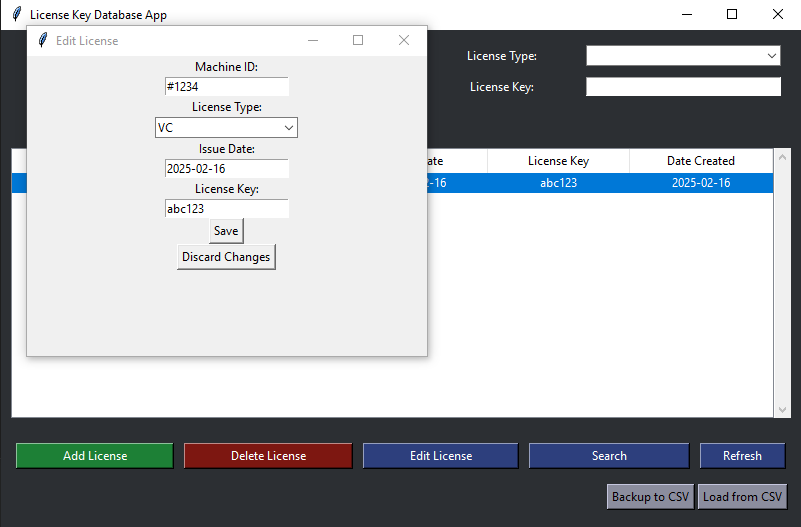 License Key Database App
Edit License
Machine ID:
#1234
License Type:
VC
Issue Date:
2025-02-16
License Key:
abc123
Save
Discard Changes
License Type:
License Key:
ate License Key Date Created
-16 abc123 2025-02-16
Add License Delete License Edit License Search Refresh
Backup to CSV Load from CSV